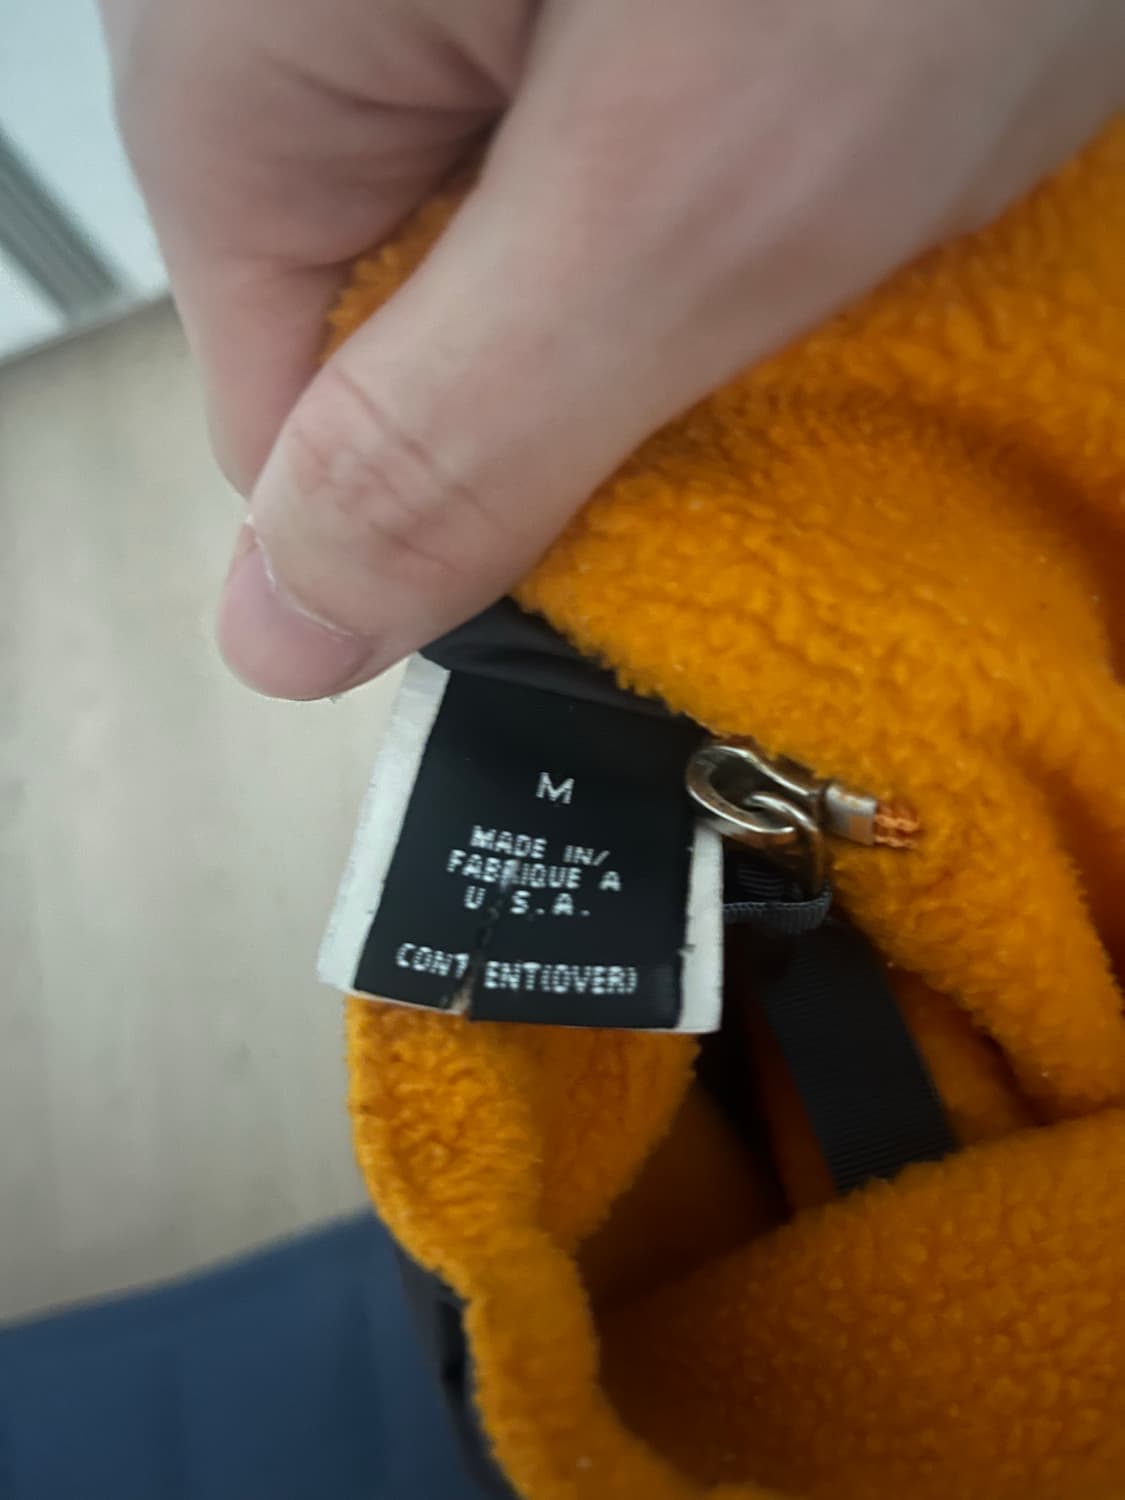 M
MADE IN/
FABRIQUE A
U.S.A.
CONTENT(OVER)